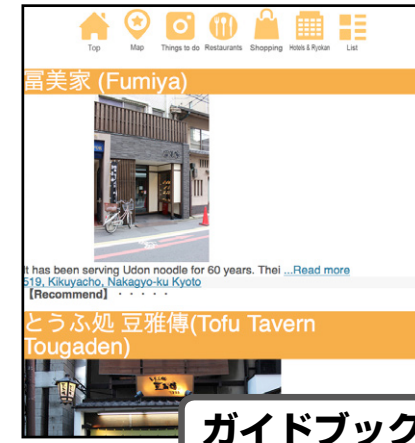 Top Map Things to do Restaurants Shopping Hotels & Ryokan List
冨美家 (Fumiya)
It has been serving Udon noodle for 60 years. Thei ...Read more
519, Kikuyacho, Nakagyo-ku Kyoto
【Recommend】 · · · · ·
とうふ処 豆雅傳(Tofu Tavern
Tougaden)
ガイドブック